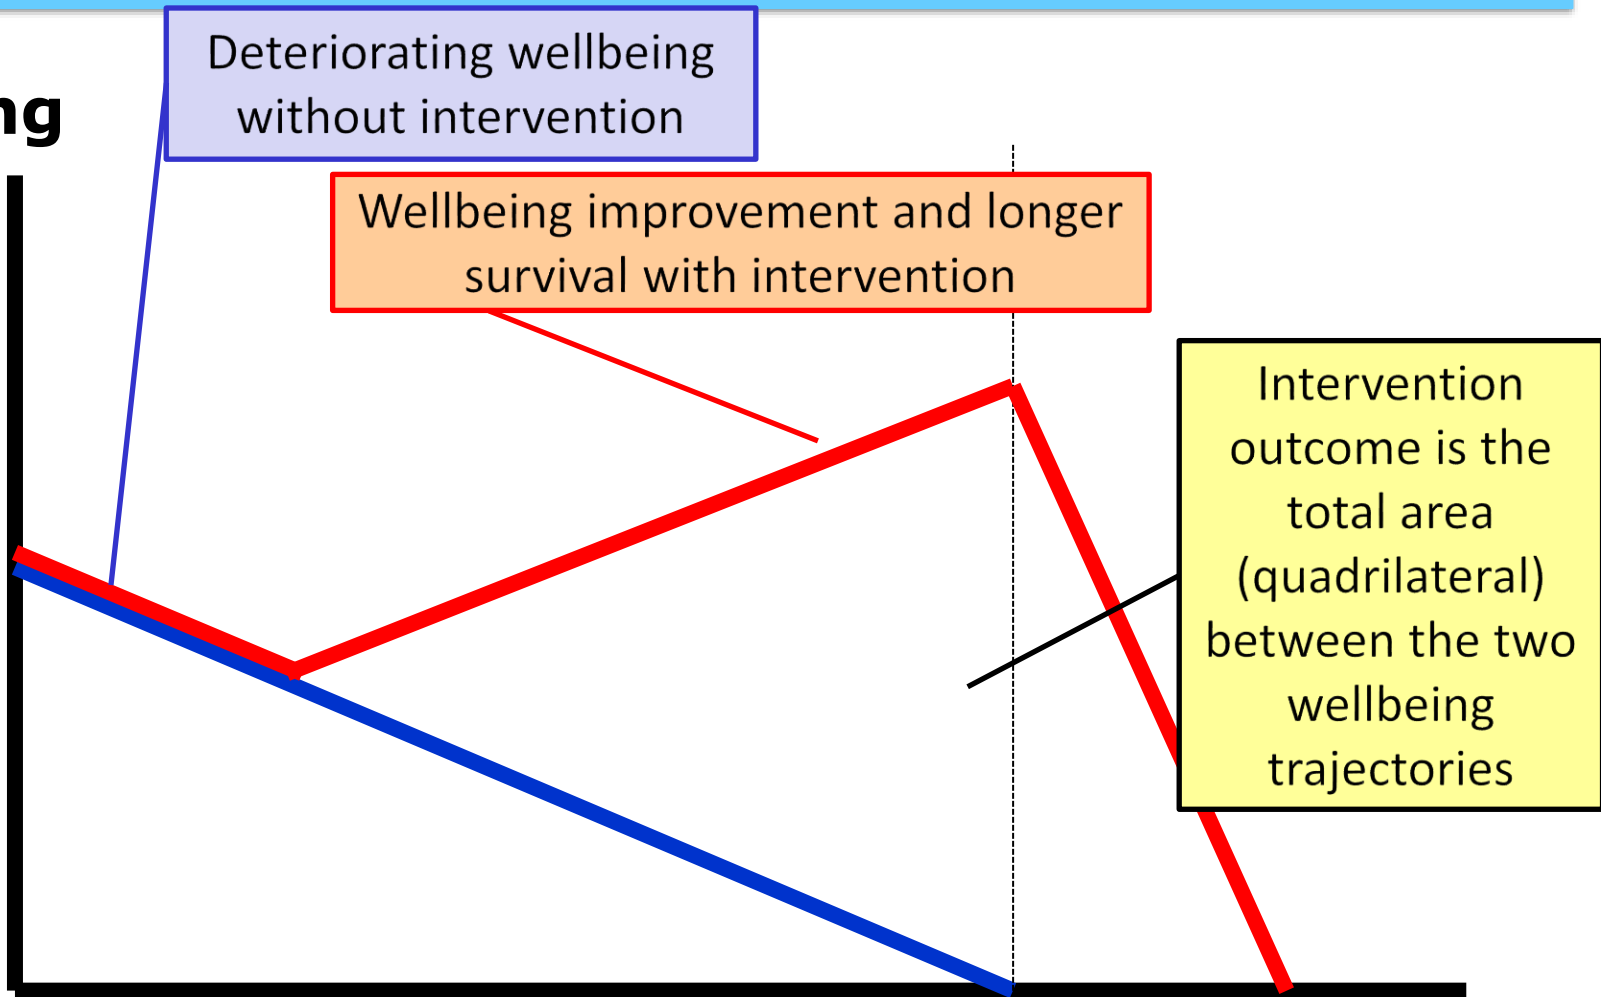 Deteriorating wellbeing
without intervention
ng
Wellbeing improvement and longer
survival with intervention
Intervention
outcome is the
total area
(quadrilateral)
between the two
wellbeing
trajectories